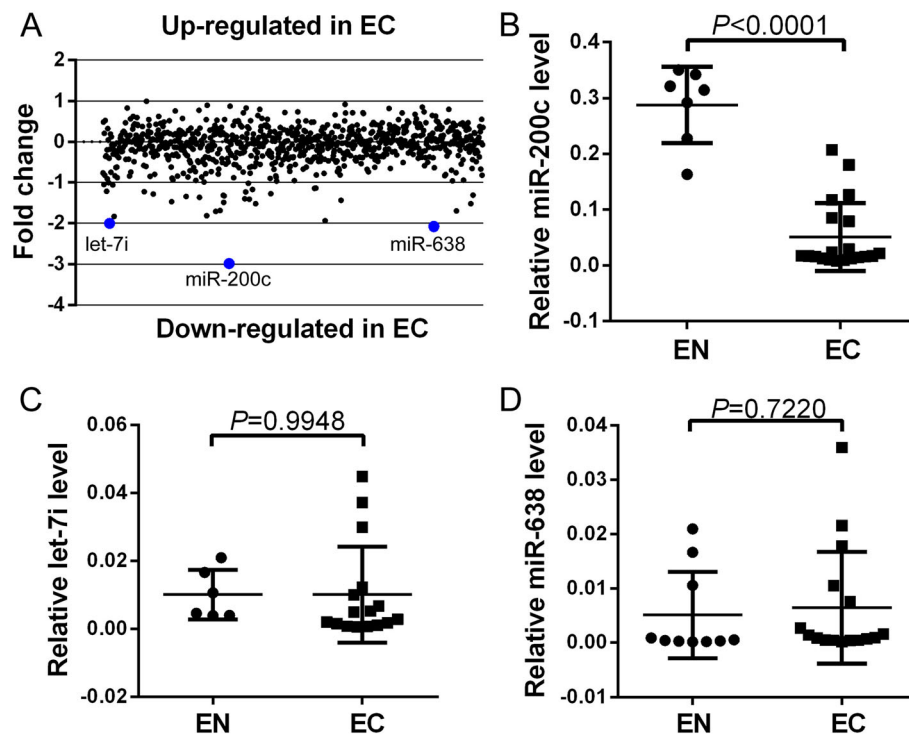 A
Up-regulated in EC
Fold change
2
1
0
-1
-2
-3
-4
let-7i
miR-200c
miR-638
Down-regulated in EC
B
P<0.0001
Relative miR-200c level
0.4
0.3
0.2
0.1
0.0
-0.1
EN
EC
C
P=0.9948
Relative let-7i level
0.06
0.04
0.02
0.00
-0.02
EN
EC
D
P=0.7220
Relative miR-638 level
0.04
0.03
0.02
0.01
0.00
-0.01
EN
EC